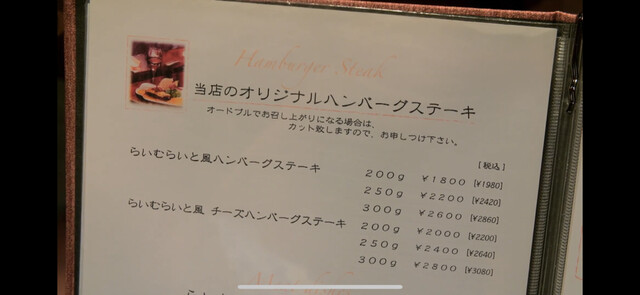 Hamburger Steak
当店のオリジナルハンバーグステーキ
オードブルでお召し上がりになる場合は、
カット致しますので、お申しつけ下さい。
[税込]
らいむらいと風ハンバーグステーキ 200g ¥1800 [¥1980]
250g ¥2200 [¥2420]
300g ¥2600 [¥2860]
らいむらいと風 チーズハンバーグステーキ 200g ¥2000 [¥2200]
250g ¥2400 [¥2640]
300g ¥2800 [¥3080]